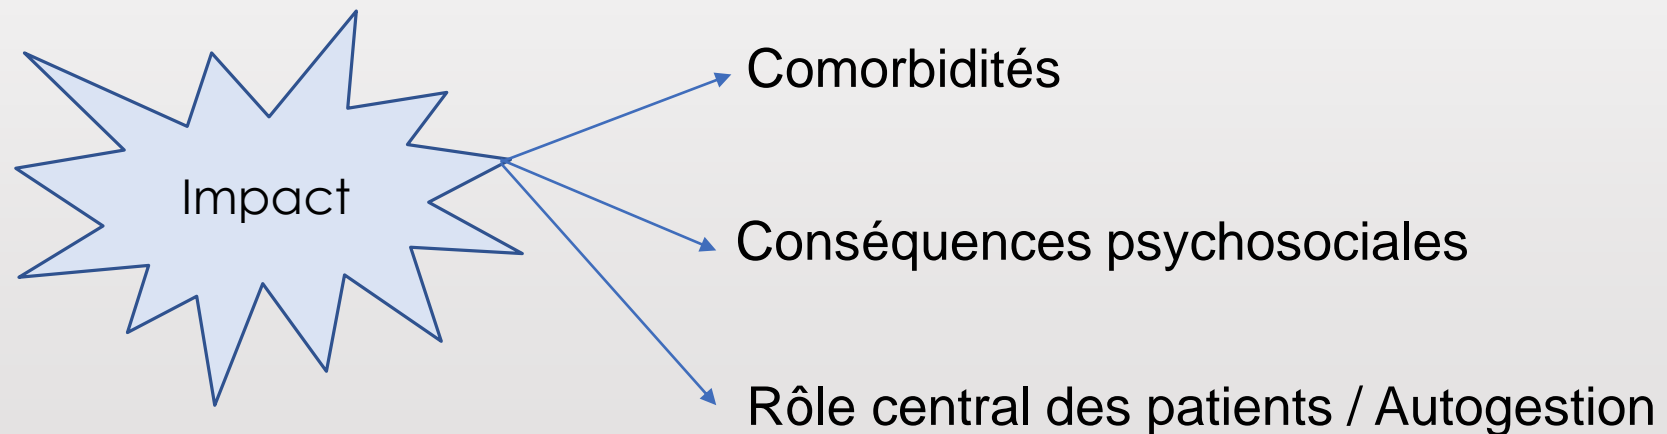 Impact
Comorbidités
Conséquences psychosociales
Rôle central des patients / Autogestion